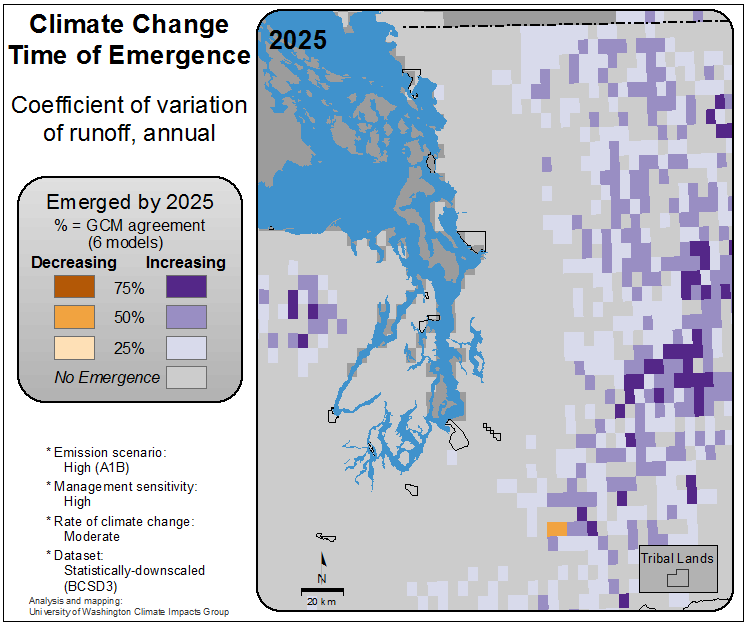 Climate Change
Time of Emergence
Coefficient of variation
of runoff, annual
Emerged by 2025
% = GCM agreement
(6 models)
Decreasing Increasing
75%
50%
25%
No Emergence
* Emission scenario:
High (A1B)
* Management sensitivity:
High
* Rate of climate change:
Moderate
* Dataset:
Statistically-downscaled
(BCSD3)
Analysis and mapping:
University of Washington Climate Impacts Group
2025
N
20 km
Tribal Lands